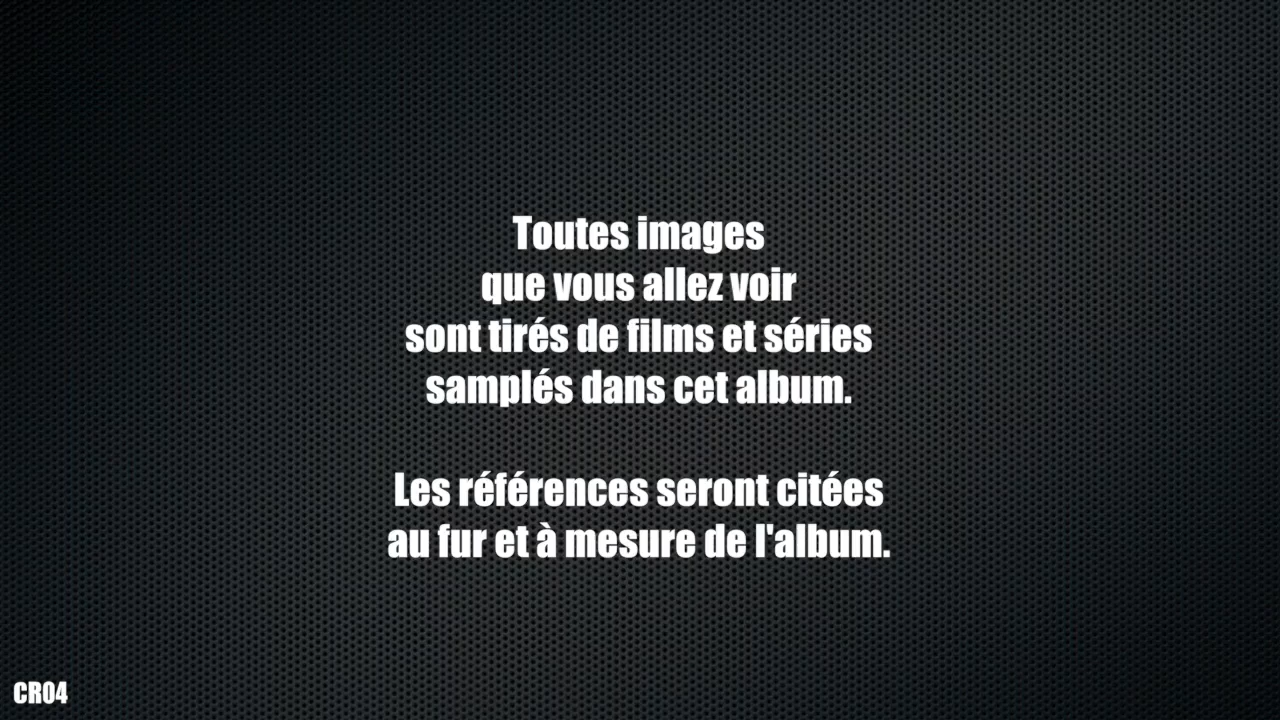 Toutes images
que vous allez voir
sont tirés de films et séries
samplés dans cet album.
Les références seront citées
au fur et à mesure de l'album.
CR04